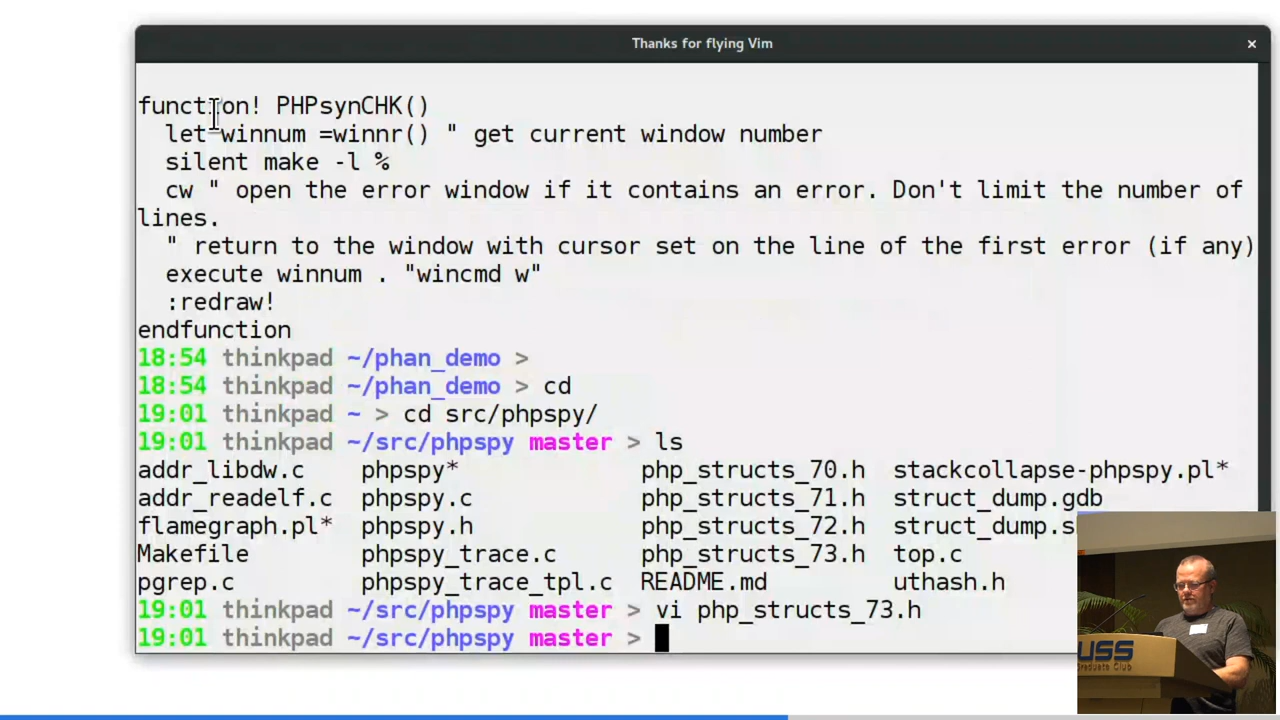 Thanks for flying Vim
×
function! PHPsynCHK()
  let winnum =winnr() " get current window number
  silent make -l %
  cw " open the error window if it contains an error. Don't limit the number of
lines.
  " return to the window with cursor set on the line of the first error (if any)
  execute winnum . "wincmd w"
  :redraw!
endfunction
18:54 thinkpad ~/phan_demo >
18:54 thinkpad ~/phan_demo > cd
19:01 thinkpad ~ > cd src/phpspy/
19:01 thinkpad ~/src/phpspy master > ls
addr_libdw.c    phpspy*             php_structs_70.h  stackcollapse-phpspy.pl*
addr_readelf.c  phpspy.c            php_structs_71.h  struct_dump.gdb
flamegraph.pl*  phpspy.h            php_structs_72.h  struct_dump.s
Makefile        phpspy_trace.c      php_structs_73.h  top.c
pgrep.c         phpspy_trace_tpl.c  README.md         uthash.h
19:01 thinkpad ~/src/phpspy master > vi php_structs_73.h
19:01 thinkpad ~/src/phpspy master >
USS
Graduate Club